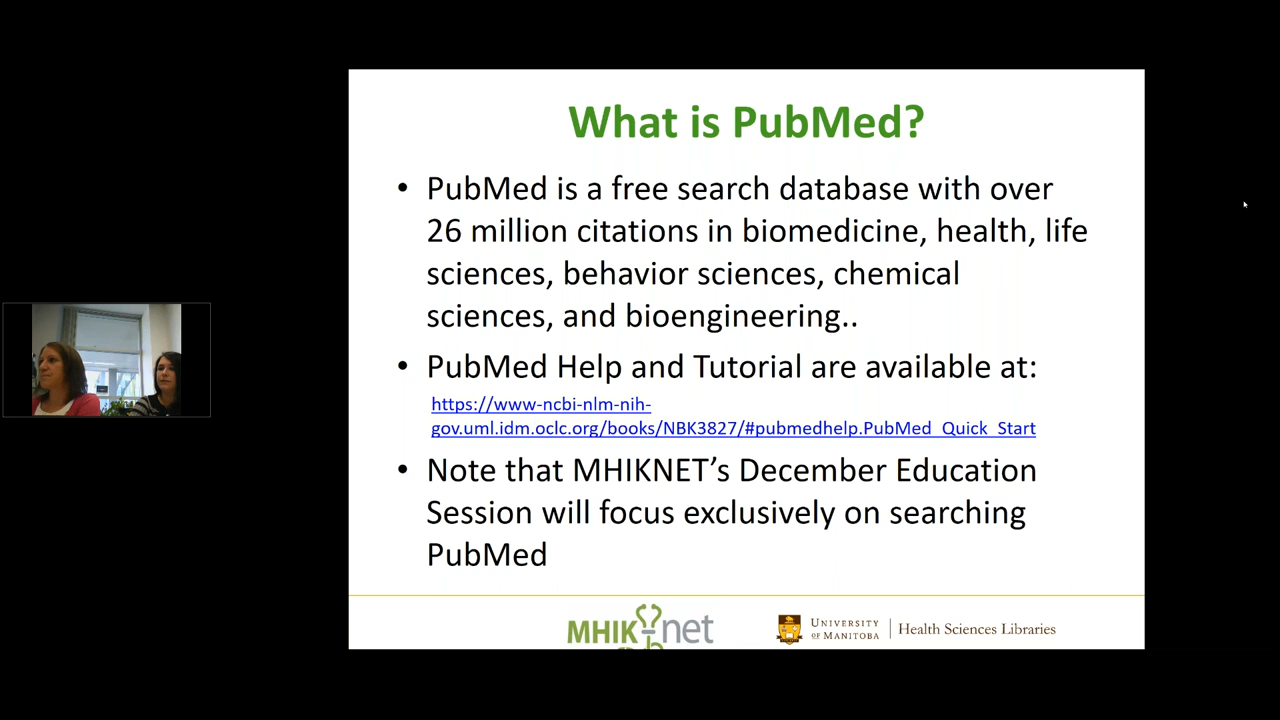 What is PubMed?
• PubMed is a free search database with over
26 million citations in biomedicine, health, life
sciences, behavior sciences, chemical
sciences, and bioengineering..
• PubMed Help and Tutorial are available at:
https://www-ncbi-nlm-nih-
gov.uml.idm.oclc.org/books/NBK3827/#pubmedhelp.PubMed_Quick_Start
• Note that MHIKNET’s December Education
Session will focus exclusively on searching
PubMed
MHIK net
UNIVERSITY
OF MANITOBA
Health Sciences Libraries